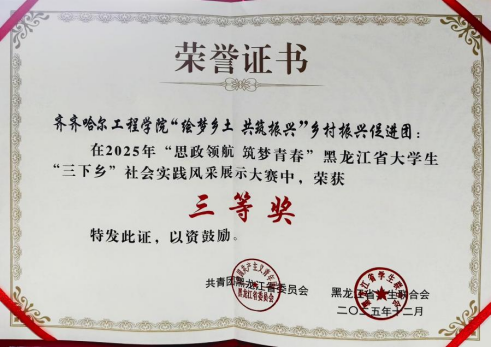 荣誉证书
齐齐哈尔工程学院“绘梦乡土 共筑振兴”乡村振兴促进团：
在2025年“思政领航 筑梦青春”黑龙江省大学生
“三下乡”社会实践风采展示大赛中，荣获
三等奖
特发此证，以资鼓励。
共青团黑龙江省委员会
黑龙江省学生联合会
二〇二五年十二月